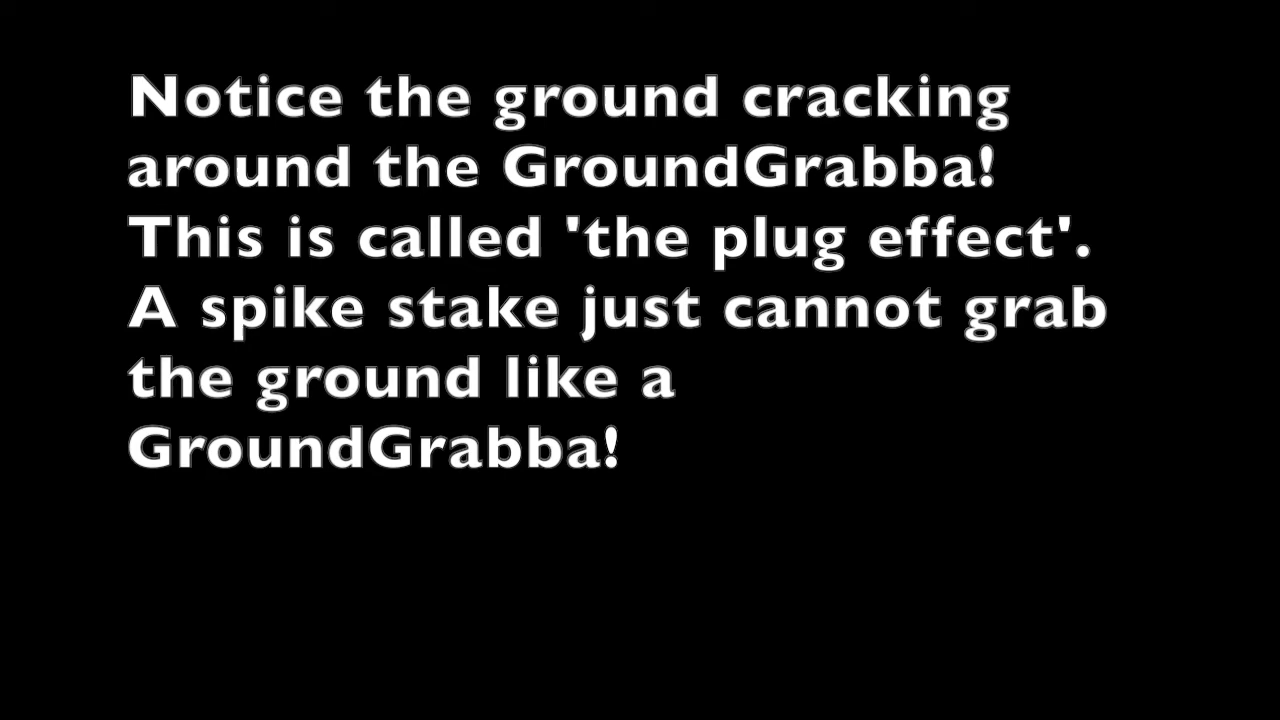 Notice the ground cracking
around the GroundGrabba!
This is called 'the plug effect'.
A spike stake just cannot grab
the ground like a
GroundGrabba!